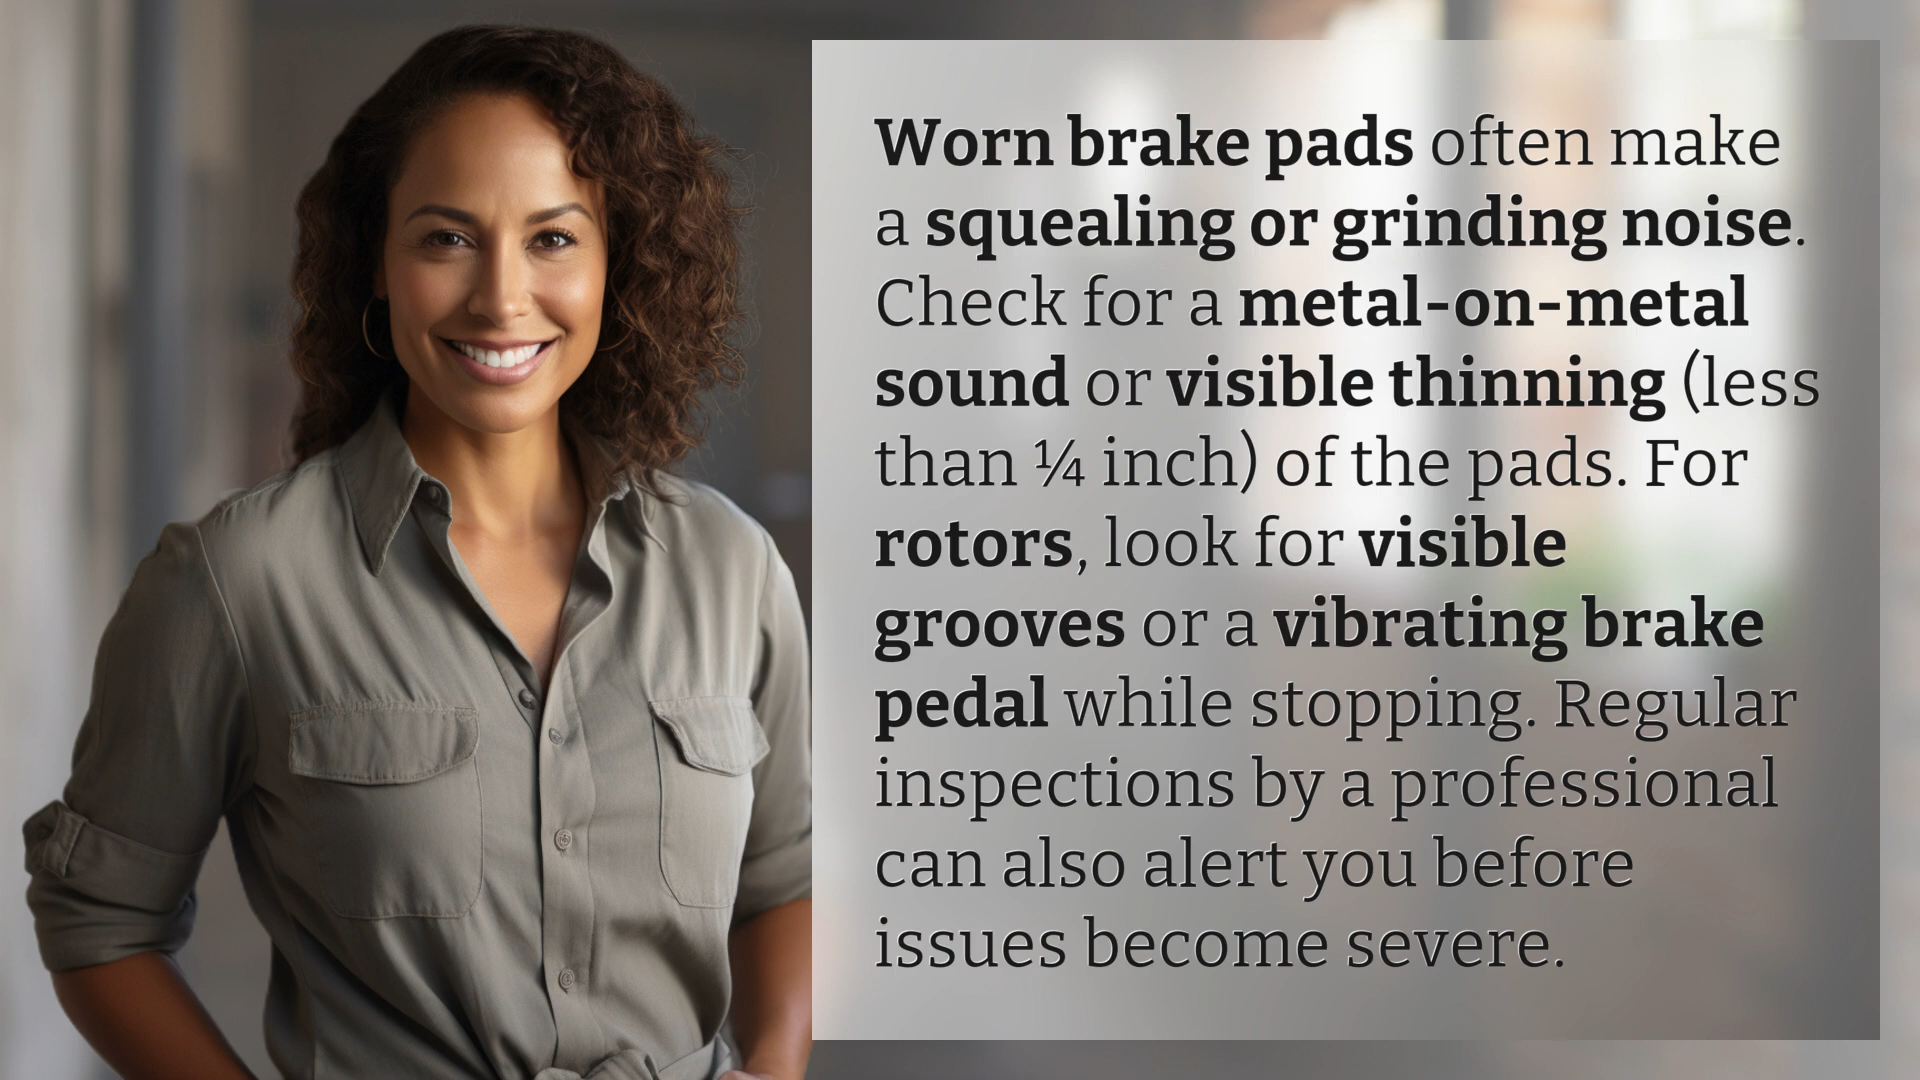 Worn brake pads often make
a squealing or grinding noise.
Check for a metal-on-metal
sound or visible thinning (less
than ¼ inch) of the pads. For
rotors, look for visible
grooves or a vibrating brake
pedal while stopping. Regular
inspections by a professional
can also alert you before
issues become severe.